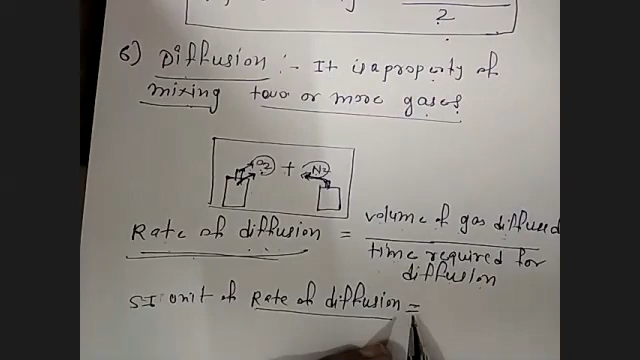 2
6) Diffusion :- It is a property of
mixing two or more gases.
O2 + N2
Rate of diffusion = volume of gas diffused
time required for
diffusion
SI unit of Rate of diffusion =